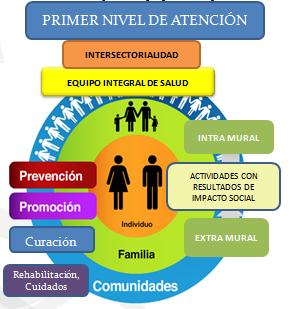 PRIMER NIVEL DE ATENCIÓN
INTERSECTORIALIDAD
EQUIPO INTEGRAL DE SALUD
INTRA MURAL
Prevención
ACTIVIDADES CON
RESULTADOS DE
IMPACTO SOCIAL
Promoción
Individuo
Curación
EXTRA MURAL
Familia
Rehabilitación,
Cuidados
Comunidades